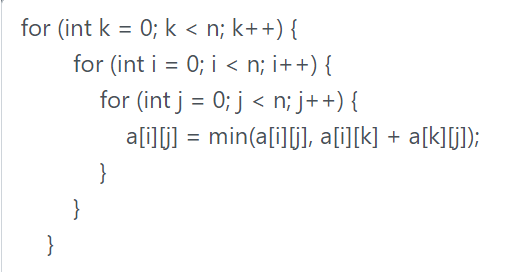 for (int k = 0; k < n; k++) {
for (int i = 0; i < n; i++) {
for (int j = 0; j < n; j++) {
a[i][j] = min(a[i][j], a[i][k] + a[k][j]);
}
}
}